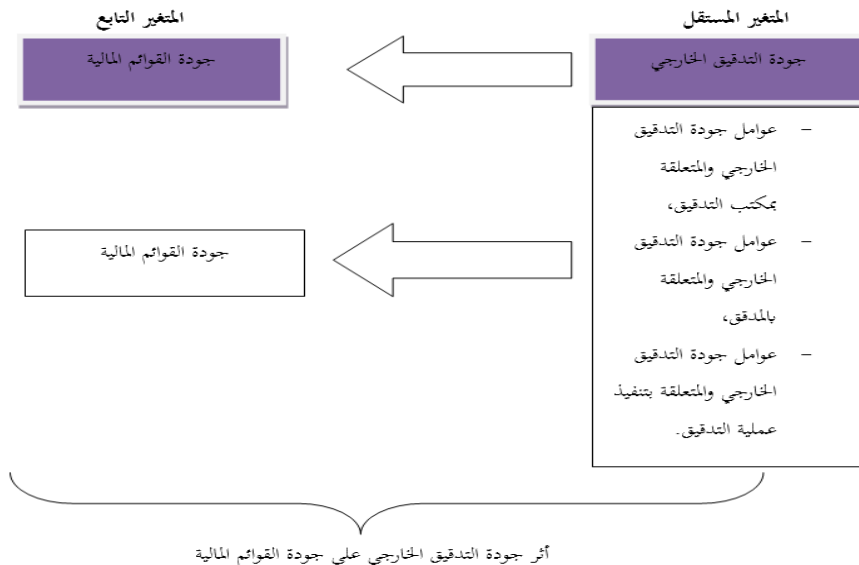 المتغير المستقل
المتغير التابع
جودة التدقيق الخارجي
جودة القوائم المالية
– عوامل جودة التدقيق
الخارجي والمتعلقة
بمكتب التدقيق،
– عوامل جودة التدقيق
الخارجي والمتعلقة
بالمدقق،
– عوامل جودة التدقيق
الخارجي والمتعلقة بتنفيذ
عملية التدقيق.
جودة القوائم المالية
أثر جودة التدقيق الخارجي على جودة القوائم المالية